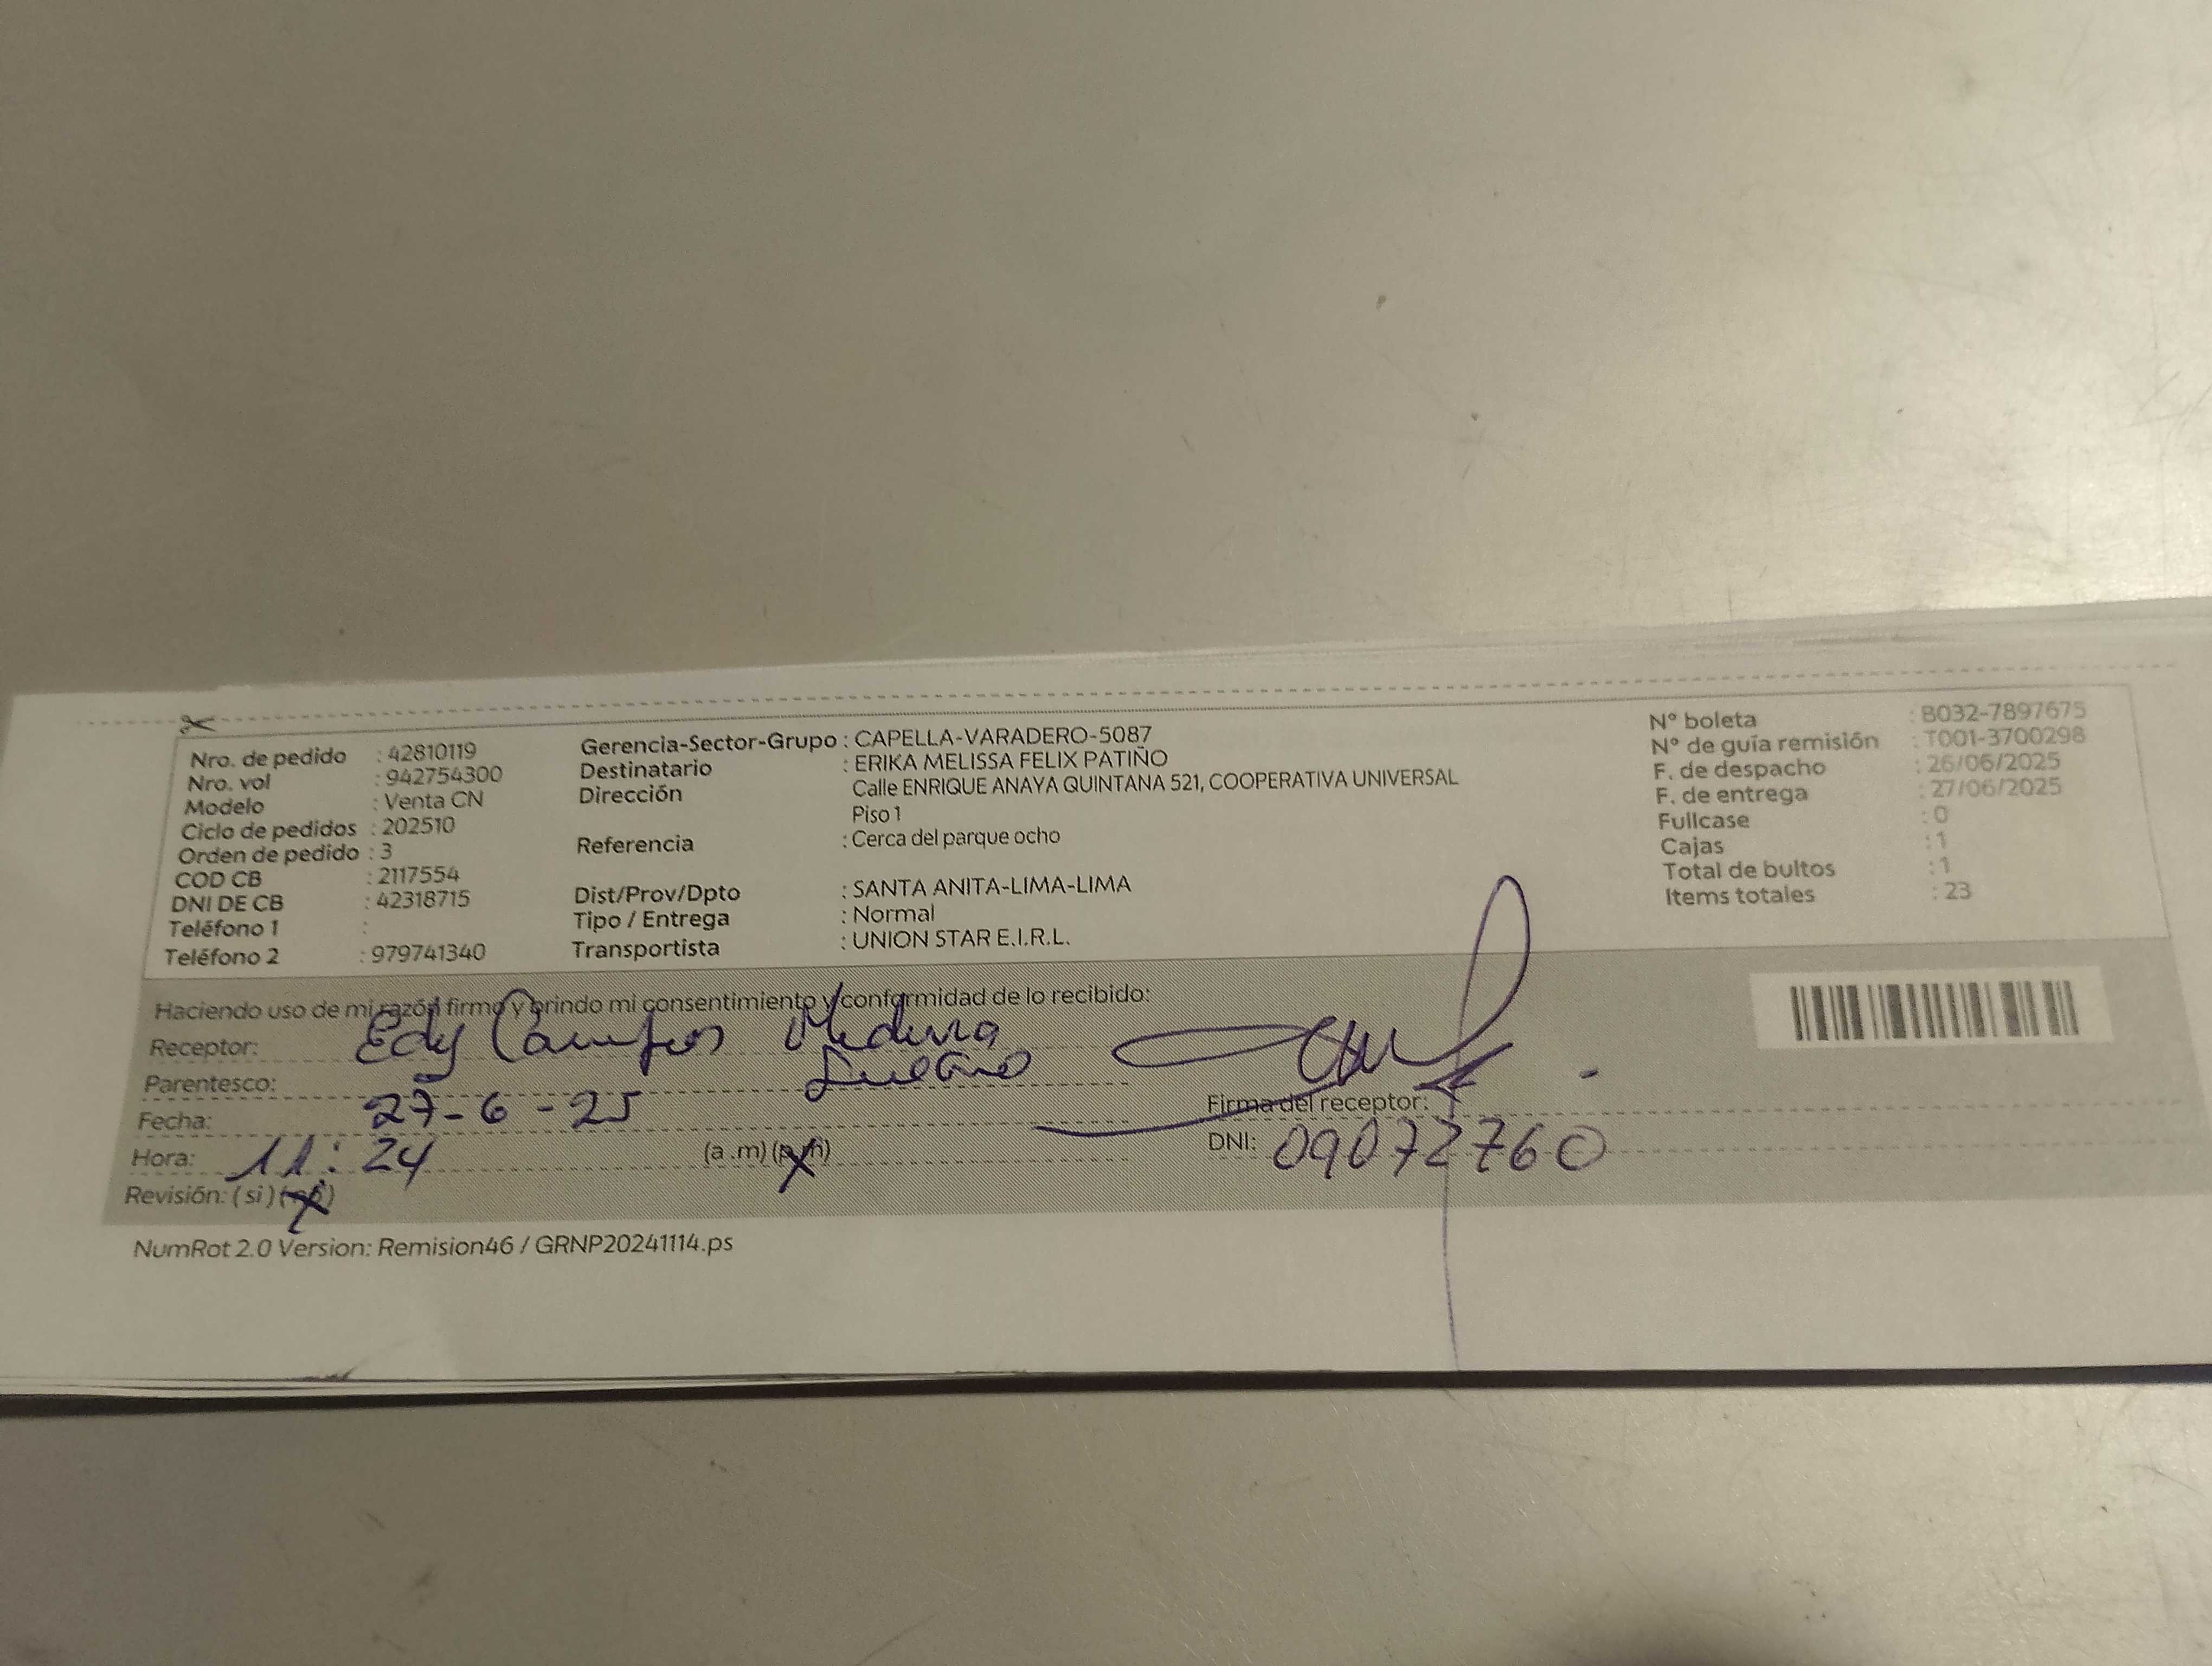 Nro. de pedido : 42810119
Nro. vol : 942754300
Modelo : Venta CN
Ciclo de pedidos : 202510
Orden de pedido : 3
COD CB : 2117554
DNI DE CB : 42318715
Teléfono 1 :
Teléfono 2 : 979741340
Gerencia-Sector-Grupo : CAPELLA-VARADERO-5087
Destinatario : ERIKA MELISSA FELIX PATIÑO
Dirección Calle ENRIQUE ANAYA QUINTANA 521, COOPERATIVA UNIVERSAL
Piso 1
Referencia : Cerca del parque ocho
Dist/Prov/Dpto : SANTA ANITA-LIMA-LIMA
Tipo / Entrega : Normal
Transportista : UNION STAR E.I.R.L.
N° boleta : B032-7897675
N° de guía remisión : T001-3700298
F. de despacho : 26/06/2025
F. de entrega : 27/06/2025
Fullcase : 0
Cajas : 1
Total de bultos : 1
Items totales : 23
Haciendo uso de mi razón firmo y brindo mi consentimiento y conformidad de lo recibido:
Receptor: Edy Campos Medina
Parentesco:
Fecha: 27-6-25
Firma del receptor:
Hora: 11:24 (a.m) (p.m)
DNI: 09072760
Revisión: ( si ) (no)
NumRot 2.0 Version: Remision46 / GRNP20241114.ps